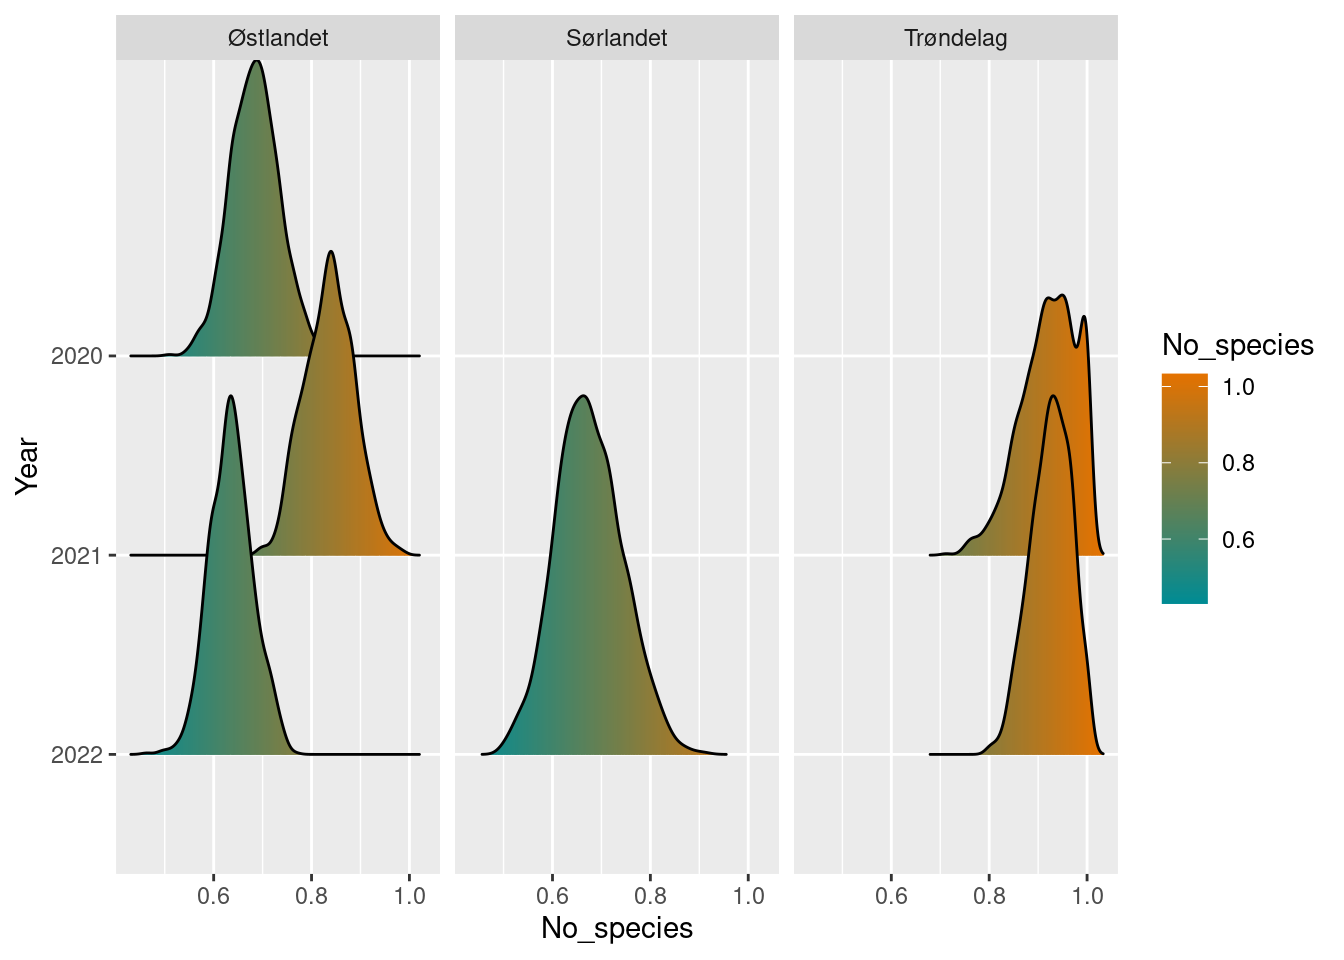 Østlandet Sørlandet Trøndelag
Year
2020
2021
2022
0.6 0.8 1.0 0.6 0.8 1.0 0.6 0.8 1.0
No_species
No_species
1.0
0.8
0.6